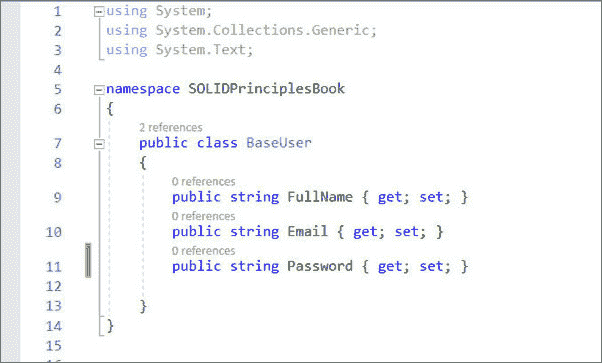 1 using System;
2 using System.Collections.Generic;
3 using System.Text;
4
5 namespace SOLIDPrinciplesBook
6 {
2 references
7 public class BaseUser
8 {
0 references
9 public string FullName { get; set; }
0 references
10 public string Email { get; set; }
0 references
11 public string Password { get; set; }
12
13 }
14 }
15